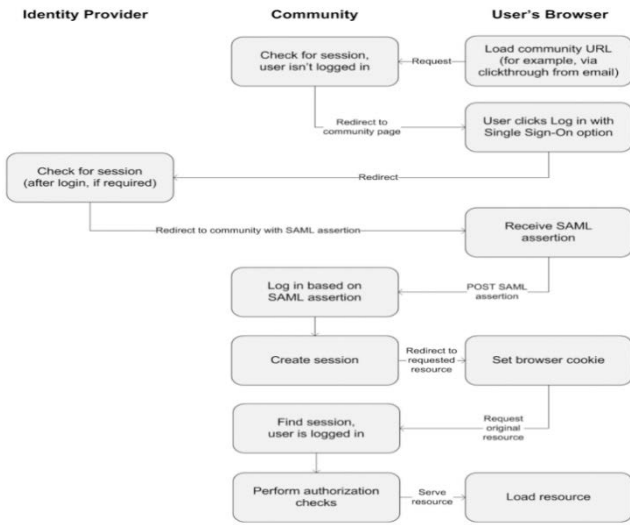 Identity Provider
Community
User's Browser
Check for session,
user isn't logged in
Request
Load community URL
(for example, via
clickthrough from email)
Redirect to
community page
User clicks Log in with
Single Sign-On option
Check for session
(after login, if required)
Redirect
Redirect to community with SAML assertion
Receive SAML
assertion
Log in based on
SAML assertion
POST SAML
assertion
Create session
Redirect to
requested
resource
Set browser cookie
Find session,
user is logged in
Request
original
resource
Perform authorization
checks
Serve
resource
Load resource